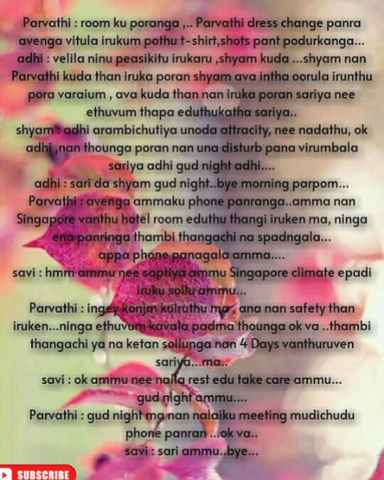 Parvathi : room ku poranga ,.. Parvathi dress change panra
avenga vitula irukum pothu t-shirt,shots pant podurkanga...
adhi : velila ninu peasikitu irukaru ,shyam kuda ...shyam nan
Parvathi kuda than iruka poran shyam ava intha oorula irunthu
pora varaium , ava kuda than nan iruka poran sariya nee
ethuvum thapa eduthukatha sariya..
shyam : adhi arambichutiya unoda attracity, nee nadathu, ok
adhi ,nan thounga poran nan una disturb pana virumbala
sariya adhi gud night adhi....
adhi : sari da shyam gud night..bye morning parpom...
Parvathi : avenga ammaku phone panranga..amma nan
Singapore vanthu hotel room eduthu thangi iruken ma, ninga
ena panringa thambi thangachi na spadngala...
appa phone panagala amma....
savi : hmm ammu nee soptiya ammu Singapore climate epadi
iruku sollu ammu...
Parvathi : ingey konjm kulruthu ma , ana nan safety than
iruken...ninga ethuvum kavala padma thounga ok va ..thambi
thangachi ya na ketan sollunga nan 4 Days vanthuruven
sariya...ma..
savi : ok ammu nee nalla rest edu take care ammu...
gud night ammu....
Parvathi : gud night ma nan nalaiku meeting mudichudu
phone panran ...ok va..
savi : sari ammu..bye...
SUBSCRIBE